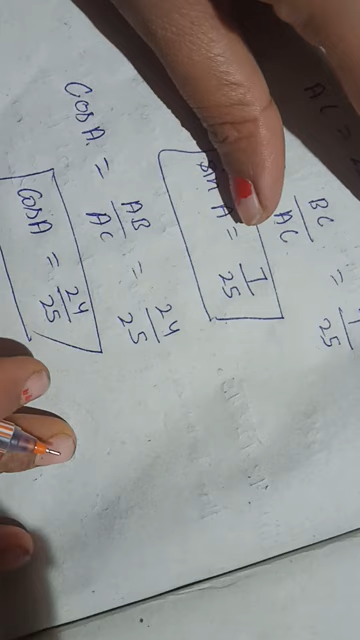 AC =
BC/AC = 7/25
sin A = 7/25
Cos A = AB/AC = 24/25
Cos A = 24/25